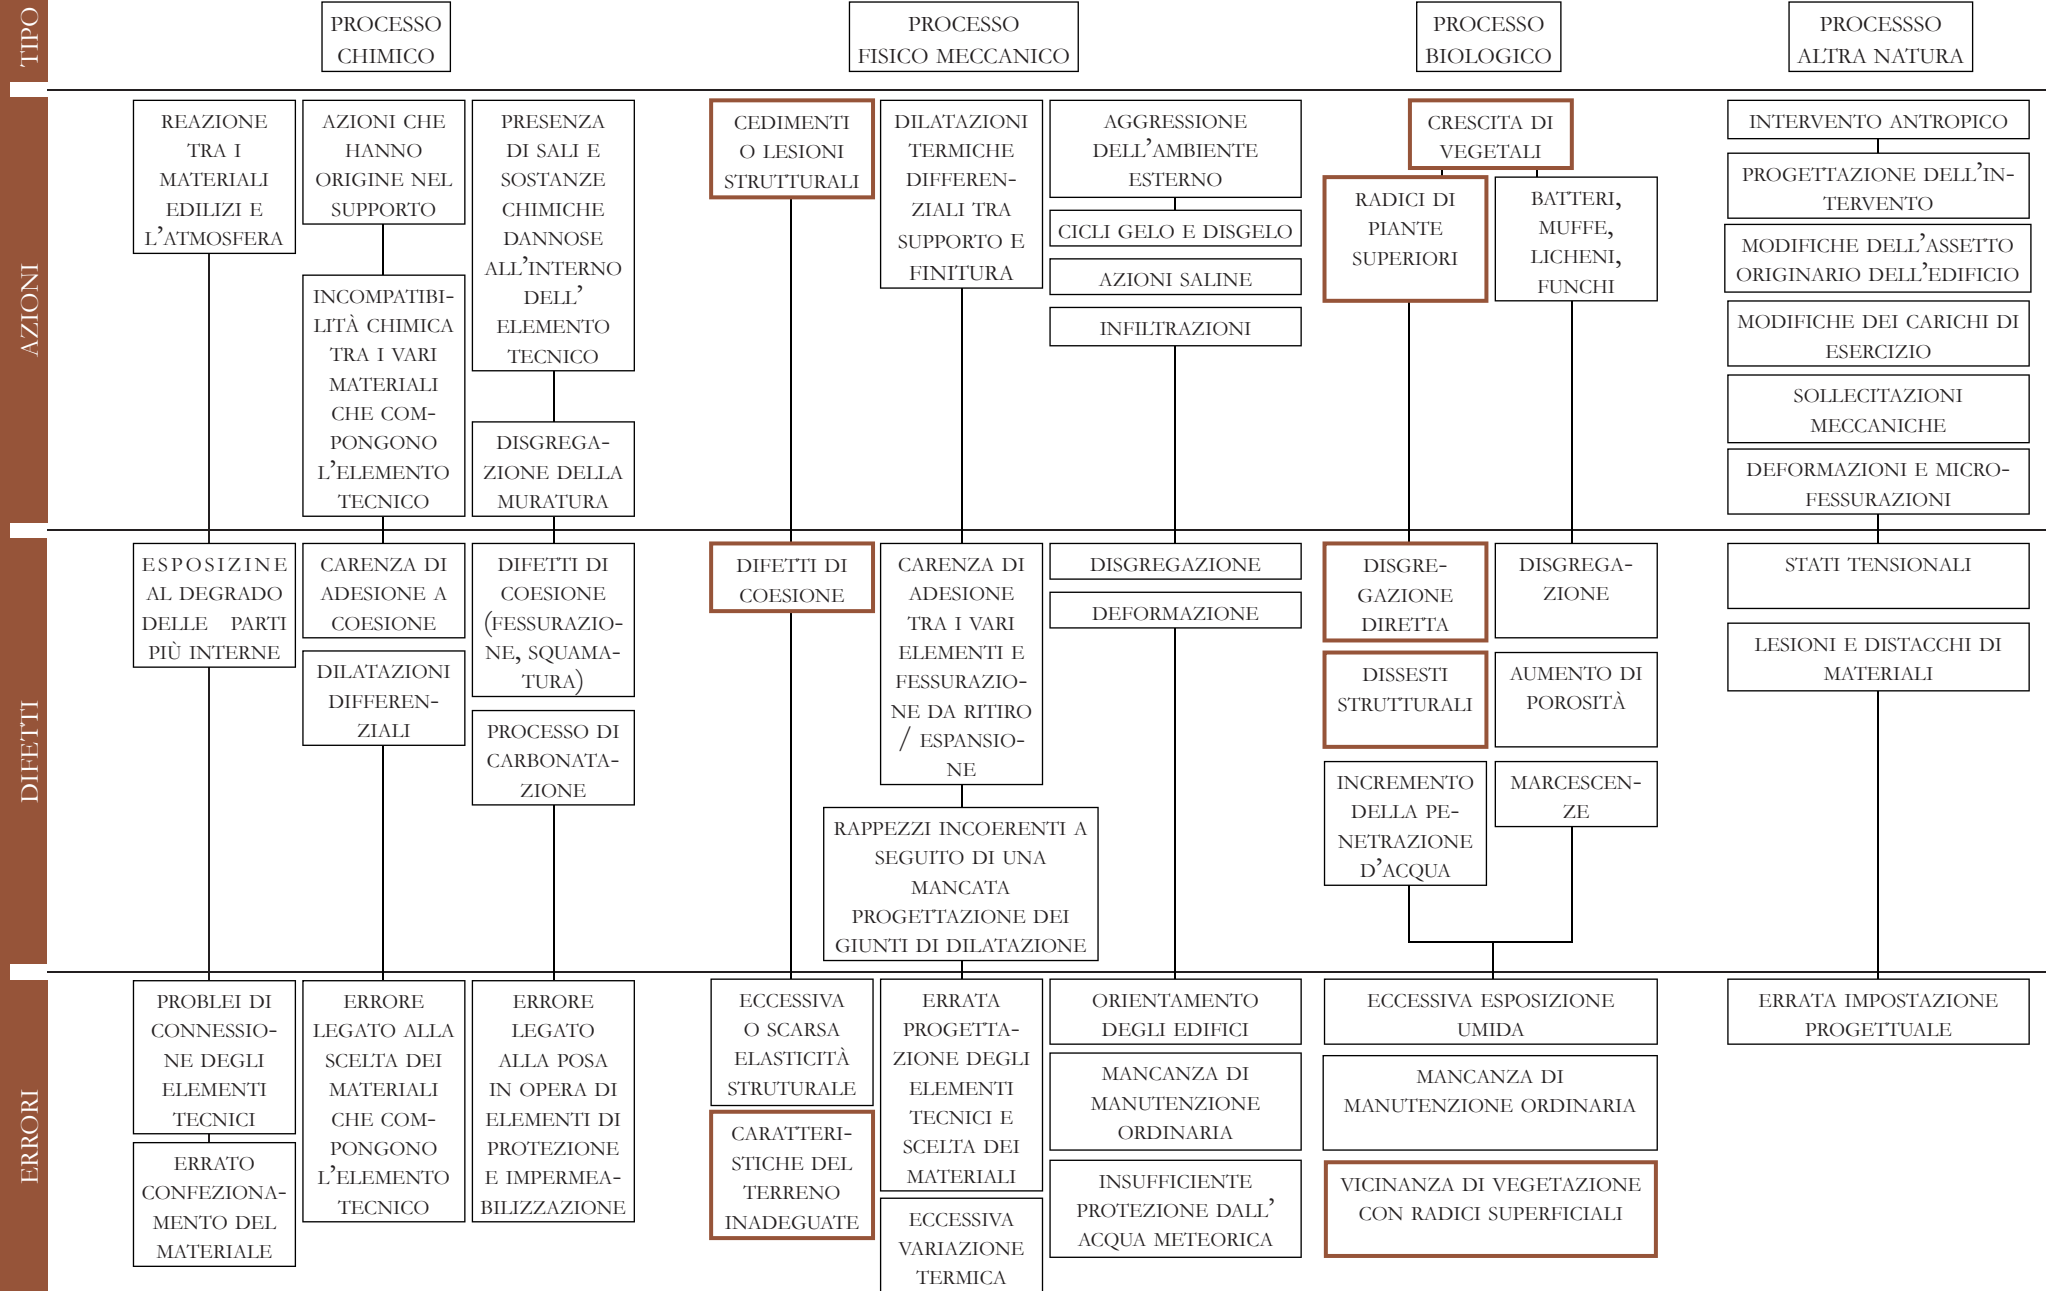 TIPO
PROCESSO
CHIMICO
PROCESSO
FISICO MECCANICO
PROCESSO
BIOLOGICO
PROCESSSO
ALTRA NATURA
AZIONI
REAZIONE
TRA I
MATERIALI
EDILIZI E
L'ATMOSFERA
AZIONI CHE
HANNO
ORIGINE NEL
SUPPORTO
INCOMPATIBI-
LITÀ CHIMICA
TRA I VARI
MATERIALI
CHE COM-
PONGONO
L'ELEMENTO
TECNICO
PRESENZA
DI SALI E
SOSTANZE
CHIMICHE
DANNOSE
ALL'INTERNO
DELL'
ELEMENTO
TECNICO
DISGREGA-
ZIONE DELLA
MURATURA
CEDIMENTI
O LESIONI
STRUTTURALI
DILATAZIONI
TERMICHE
DIFFEREN-
ZIALI TRA
SUPPORTO E
FINITURA
AGGRESSIONE
DELL'AMBIENTE
ESTERNO
CICLI GELO E DISGELO
AZIONI SALINE
INFILTRAZIONI
CRESCITA DI
VEGETALI
RADICI DI
PIANTE
SUPERIORI
BATTERI,
MUFFE,
LICHENI,
FUNCHI
INTERVENTO ANTROPICO
PROGETTAZIONE DELL'IN-
TERVENTO
MODIFICHE DELL'ASSETTO
ORIGINARIO DELL'EDIFICIO
MODIFICHE DEI CARICHI DI
ESERCIZIO
SOLLECITAZIONI
MECCANICHE
DEFORMAZIONI E MICRO-
FESSURAZIONI
DIFETTI
ESPOSIZINE
AL DEGRADO
DELLE PARTI
PIÙ INTERNE
CARENZA DI
ADESIONE A
COESIONE
DILATAZIONI
DIFFEREN-
ZIALI
DIFETTI DI
COESIONE
(FESSURAZIO-
NE, SQUAMA-
TURA)
PROCESSO DI
CARBONATA-
ZIONE
DIFETTI DI
COESIONE
CARENZA DI
ADESIONE
TRA I VARI
ELEMENTI E
FESSURAZIO-
NE DA RITIRO
/ ESPANSIO-
NE
RAPPEZZI INCOERENTI A
SEGUITO DI UNA
MANCATA
PROGETTAZIONE DEI
GIUNTI DI DILATAZIONE
DISGREGAZIONE
DEFORMAZIONE
DISGRE-
GAZIONE
DIRETTA
DISSESTI
STRUTTURALI
INCREMENTO
DELLA PE-
NETRAZIONE
D'ACQUA
DISGREGA-
ZIONE
AUMENTO DI
POROSITÀ
MARCESCEN-
ZE
STATI TENSIONALI
LESIONI E DISTACCHI DI
MATERIALI
ERRORI
PROBLEI DI
CONNESSIO-
NE DEGLI
ELEMENTI
TECNICI
ERRATO
CONFEZIONA-
MENTO DEL
MATERIALE
ERRORE
LEGATO ALLA
SCELTA DEI
MATERIALI
CHE COM-
PONGONO
L'ELEMENTO
TECNICO
ERRORE
LEGATO
ALLA POSA
IN OPERA DI
ELEMENTI DI
PROTEZIONE
E IMPERMEA-
BILIZZAZIONE
ECCESSIVA
O SCARSA
ELASTICITÀ
STRUTURALE
CARATTERI-
STICHE DEL
TERRENO
INADEGUATE
ERRATA
PROGETTA-
ZIONE DEGLI
ELEMENTI
TECNICI E
SCELTA DEI
MATERIALI
ECCESSIVA
VARIAZIONE
TERMICA
ORIENTAMENTO
DEGLI EDIFICI
MANCANZA DI
MANUTENZIONE
ORDINARIA
INSUFFICIENTE
PROTEZIONE DALL'
ACQUA METEORICA
ECCESSIVA ESPOSIZIONE
UMIDA
MANCANZA DI
MANUTENZIONE ORDINARIA
VICINANZA DI VEGETAZIONE
CON RADICI SUPERFICIALI
ERRATA IMPOSTAZIONE
PROGETTUALE